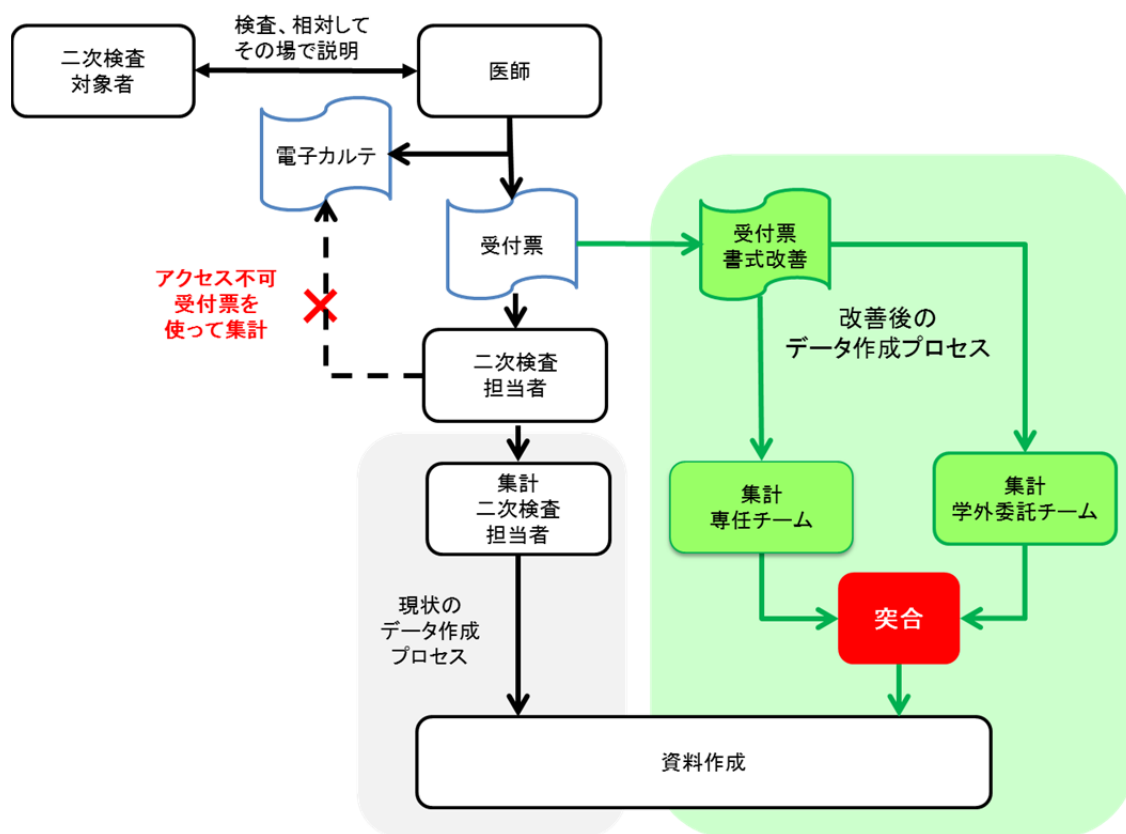 検査、相対して
その場で説明
二次検査
対象者
医師
電子カルテ
受付票
受付票
書式改善
アクセス不可
受付票を
使って集計
改善後の
データ作成プロセス
二次検査
担当者
集計
二次検査
担当者
集計
専任チーム
集計
学外委託チーム
現状の
データ作成
プロセス
突合
資料作成